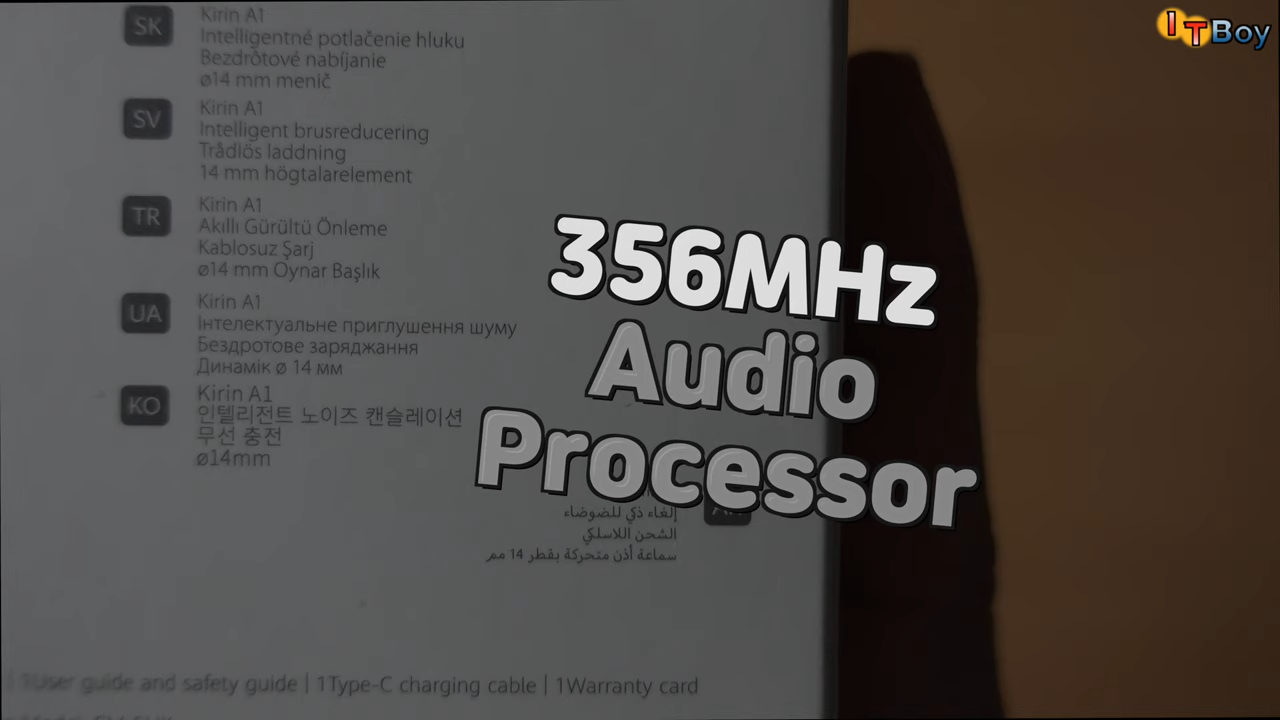 ITBoy
SK
Kirin A1
Intelligentné potlačenie hluku
Bezdrôtové nabíjanie
ø14 mm menič
SV
Kirin A1
Intelligent brusreducering
Trådlös laddning
14 mm högtalarelement
TR
Kirin A1
Akıllı Gürültü Önleme
Kablosuz Şarj
ø14 mm Oynar Başlık
UA
Kirin A1
Інтелектуальне приглушення шуму
Бездротове заряджання
Динамік ø 14 мм
KO
Kirin A1
인텔리전트 노이즈 캔슬레이션
무선 충전
ø14mm
356MHz
Audio
Processor
إلغاء ذكي للضوضاء
الشحن اللاسلكي
سماعة أذن متحركة بقطر 14 مم
| 1User guide and safety guide | 1Type-C charging cable | 1Warranty card